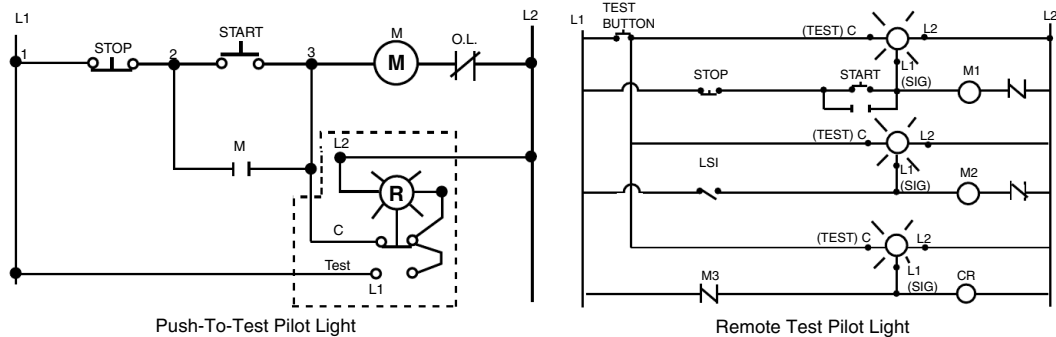 L1
L2
STOP
START
M
O.L.
1
2
3
M
M
L2
R
C
Test
L1
Push-To-Test Pilot Light
L1
TEST
BUTTON
L2
(TEST) C
L2
L1
(SIG)
STOP
START
M1
(TEST) C
L2
LSI
L1
(SIG)
M2
(TEST) C
L2
L1
(SIG)
M3
CR
Remote Test Pilot Light